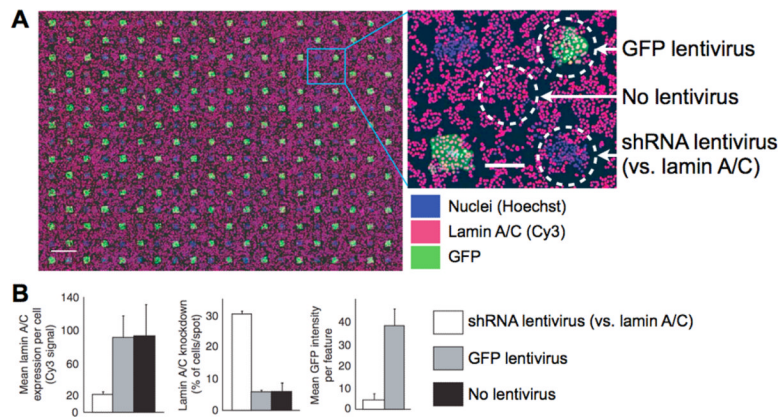 A
GFP lentivirus
No lentivirus
shRNA lentivirus
(vs. lamin A/C)
Nuclei (Hoechst)
Lamin A/C (Cy3)
GFP
B
Mean lamin A/C
expression per cell
(Cy3 signal)
140
120
80
40
20
0
Lamin A/C knockdown
(% of cells/spot)
30
20
10
0
Mean GFP intensity
per feature
40
30
20
10
0
shRNA lentivirus (vs. lamin A/C)
GFP lentivirus
No lentivirus